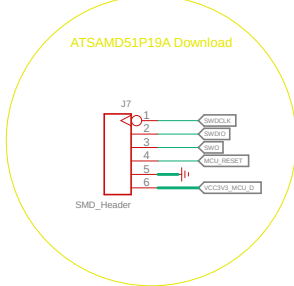 ATSAMD51P19A Download
J7
1 SWDCLK
2 SWDIO
3 SWO
4 MCU_RESET
5
6 VCC3V3_MCU_D
SMD_Header